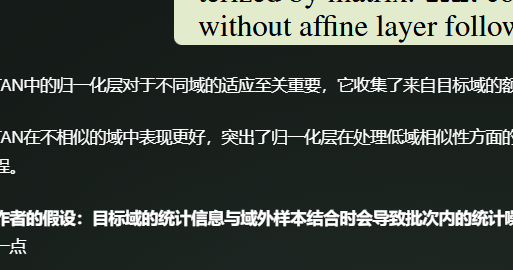 without affine layer follow
TAN中的归一化层对于不同域的适应至关重要，它收集了来自目标域的额
TAN在不相似的域中表现更好，突出了归一化层在处理低域相似性方面的
程。
作者的假设：目标域的统计信息与域外样本结合时会导致批次内的统计噪
一点